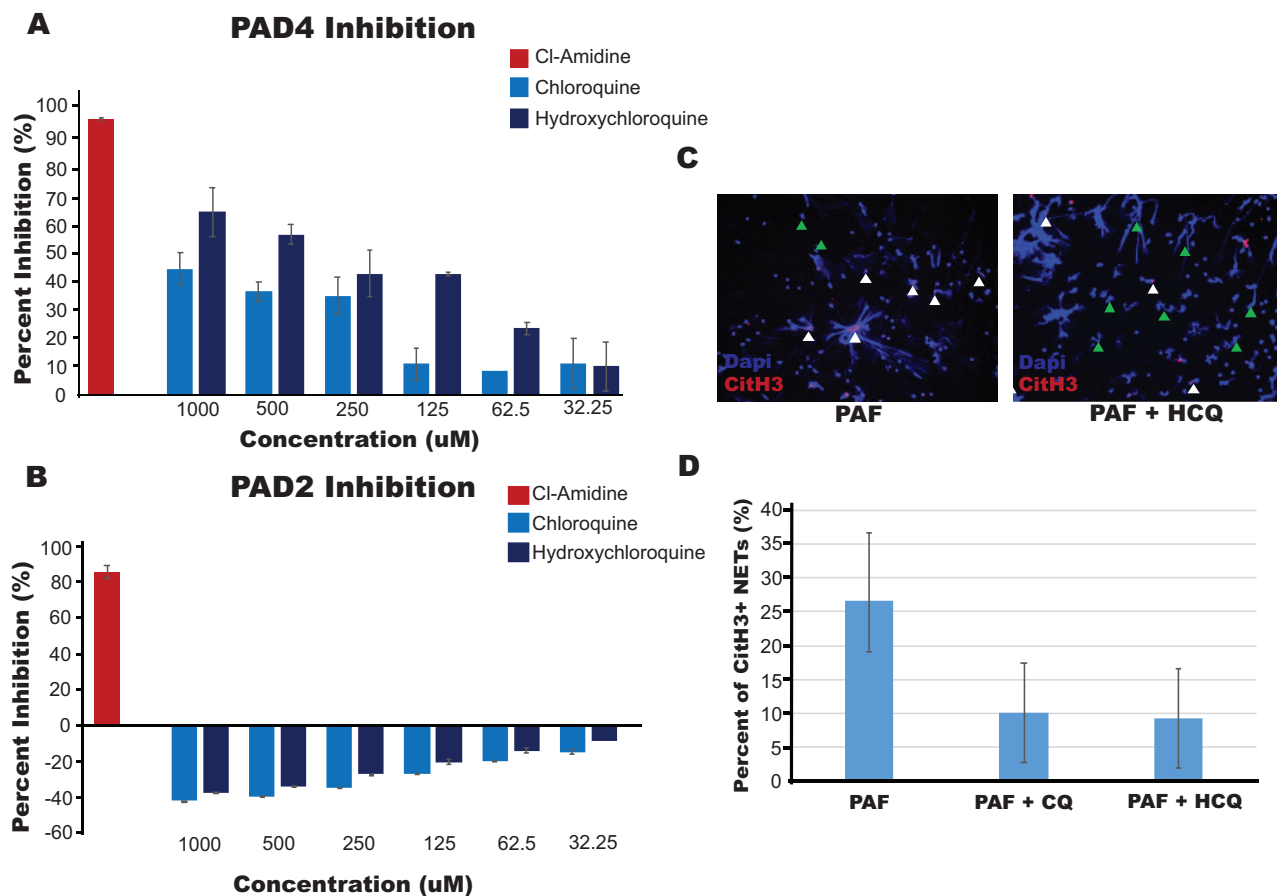 A
PAD4 Inhibition
Cl-Amidine
Chloroquine
Hydroxychloroquine
Percent Inhibition (%)
100
90
80
70
60
50
40
30
20
10
0
1000 500 250 125 62.5 32.25
Concentration (uM)
B
PAD2 Inhibition
Cl-Amidine
Chloroquine
Hydroxychloroquine
Percent Inhibition (%)
100
80
60
40
20
0
-20
-40
-60
1000 500 250 125 62.5 32.25
Concentration (uM)
C
Dapi
CitH3
PAF
Dapi
CitH3
PAF + HCQ
D
Percent of CitH3+ NETs (%)
40
35
30
25
20
15
10
5
0
PAF PAF + CQ PAF + HCQ